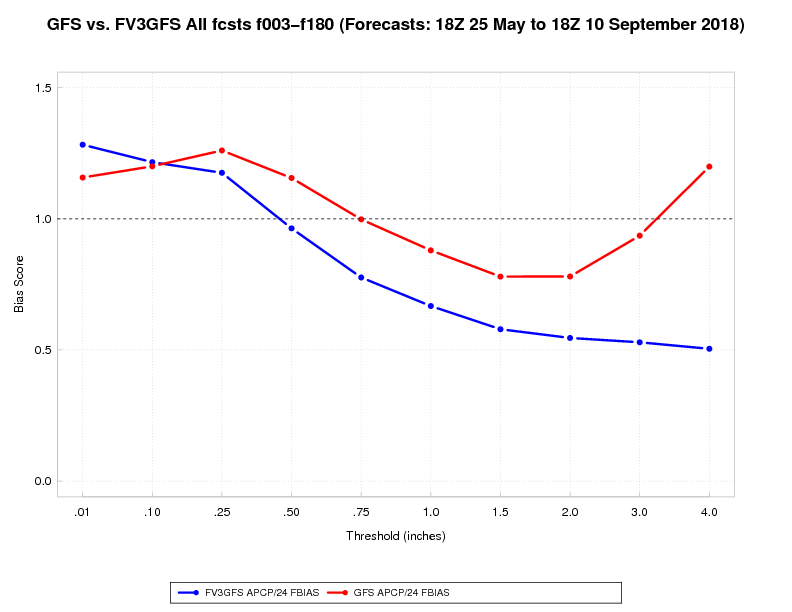 GFS vs. FV3GFS All fcsts f003−f180 (Forecasts: 18Z 25 May to 18Z 10 September 2018)
1.5
1.0
0.5
0.0
Bias Score
.01 .10 .25 .50 .75 1.0 1.5 2.0 3.0 4.0
Threshold (inches)
FV3GFS APCP/24 FBIAS GFS APCP/24 FBIAS